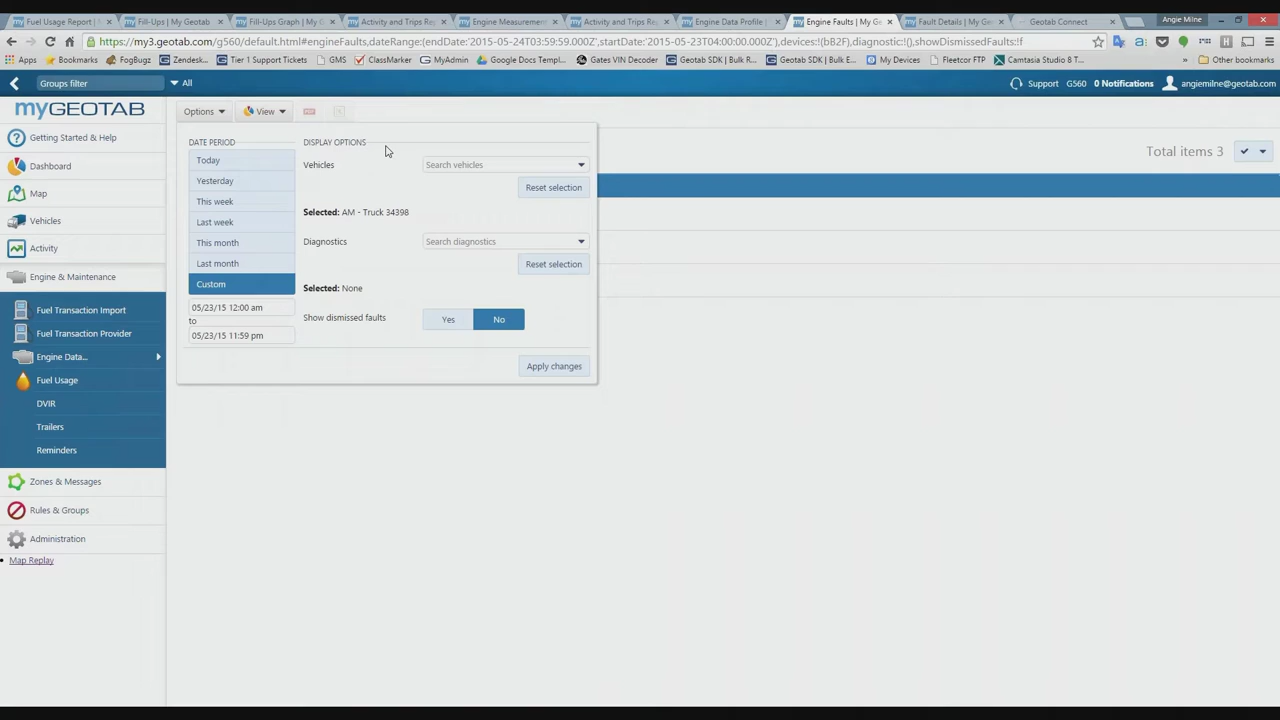 Fuel Usage Report |
Fill-Ups | My Geotab
Fill-Ups Graph | My G
Activity and Trips Rep
Engine Measurement
Activity and Trips Rep
Engine Data Profile |
Engine Faults | My Ge
Fault Details | My Geo
Geotab Connect
Angie Milne
https://my3.geotab.com/g560/default.html#engineFaults,dateRange:(endDate:'2015-05-24T03:59:59.000Z',startDate:'2015-05-23T04:00:00.000Z'),devices:!(bB2F),diagnostic:!(),showDismissedFaults:!f
Apps
Bookmarks
FogBugz
Zendesk...
Tier 1 Support Tickets
GMS
ClassMarker
MyAdmin
Google Docs Templ...
Gates VIN Decoder
Geotab SDK | Bulk R...
Geotab SDK | Bulk E...
My Devices
Fleetcor FTP
Camtasia Studio 8 T...
Other bookmarks
Groups filter
All
Support
G560
0 Notifications
angiemilne@geotab.com
myGEOTAB
Options
View
PDF
Getting Started & Help
Dashboard
Map
Vehicles
Activity
Engine & Maintenance
Fuel Transaction Import
Fuel Transaction Provider
Engine Data...
Fuel Usage
DVIR
Trailers
Reminders
Zones & Messages
Rules & Groups
Administration
Map Replay
DATE PERIOD
Today
Yesterday
This week
Last week
This month
Last month
Custom
05/23/15 12:00 am
to
05/23/15 11:59 pm
DISPLAY OPTIONS
Vehicles
Search vehicles
Reset selection
Selected: AM - Truck 34398
Diagnostics
Search diagnostics
Reset selection
Selected: None
Show dismissed faults
Yes
No
Apply changes
Total items 3